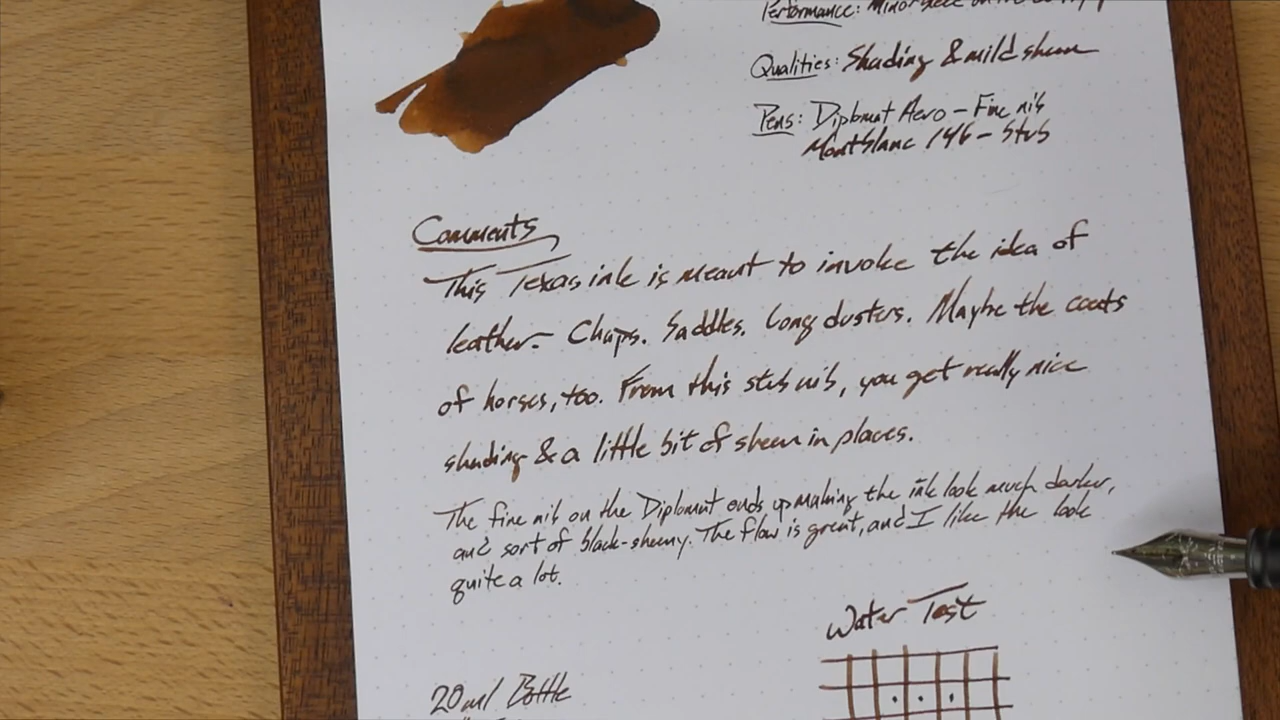 Performance: Minor
Qualities: Shading & mild sheen
Pens: Diplomat Aero - Fine nib
Montblanc 146 - Stub
Comments
This Texas ink is meant to invoke the idea of
leather. Chaps. Saddles. Long dusters. Maybe the coats
of horses, too. From this stub nib, you get really nice
shading & a little bit of sheen in places.
The fine nib on the Diplomat ends up making the ink look much darker,
and sort of black-sheeny. The flow is great, and I like the look
quite a lot.
Water Test
20ml Bottle